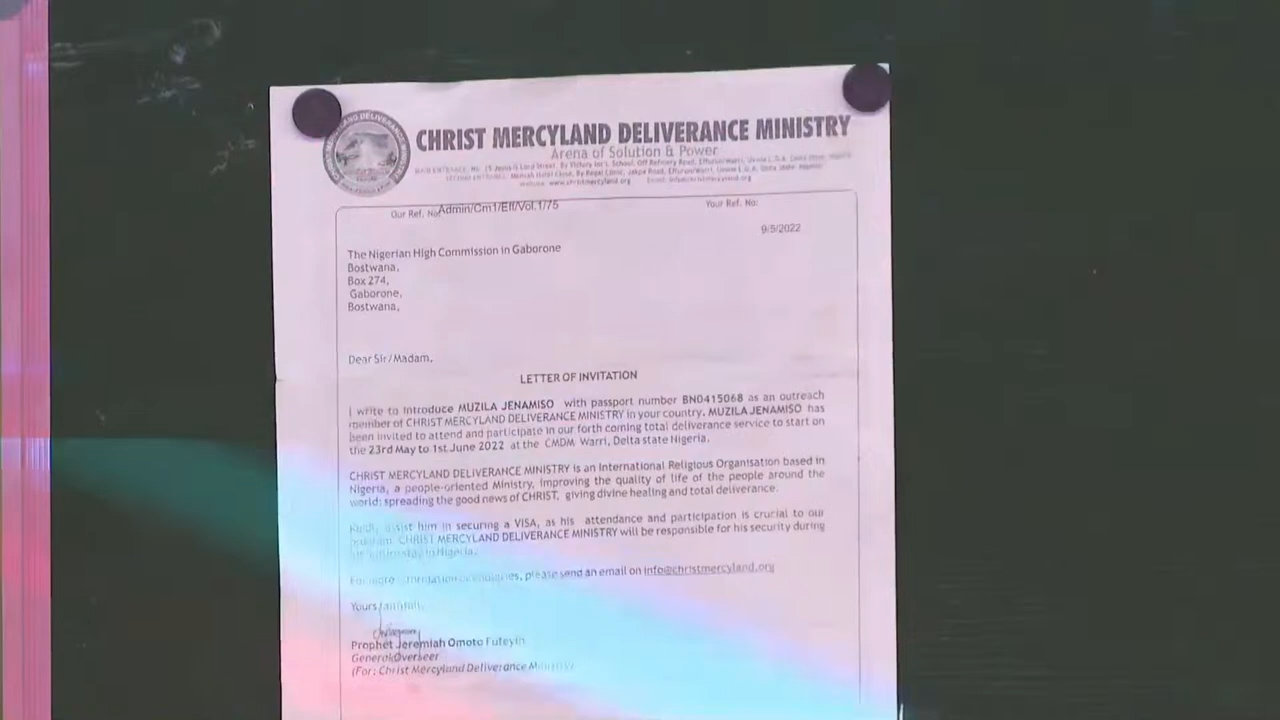 CHRIST MERCYLAND DELIVERANCE MINISTRY
Arena of Solution & Power
Website: www.christmercyland.org Email: info@christmercyland.org
Our Ref. No: Admin/Cm1/Eff/Vol.1/75 Your Ref. No:
9/5/2022
The Nigerian High Commission in Gaborone
Bostwana,
Box 274,
Gaborone,
Bostwana,
Dear Sir/Madam,
LETTER OF INVITATION
I write to introduce MUZILA JENAMISO with passport number BN0415068 as an outreach
member of CHRIST MERCYLAND DELIVERANCE MINISTRY in your country. MUZILA JENAMISO has
been invited to attend and participate in our forth coming total deliverance service to start on
the 23rd May to 1st June 2022 at the CMDM Warri, Delta state Nigeria.
CHRIST MERCYLAND DELIVERANCE MINISTRY is an International Religious Organisation based in
Nigeria, a people-oriented Ministry, improving the quality of life of the people around the
world; spreading the good news of CHRIST, giving divine healing and total deliverance.
Kindly assist him in securing a VISA, as his attendance and participation is crucial to our
CHRIST MERCYLAND DELIVERANCE MINISTRY will be responsible for his security during
stay in Nigeria.
For more information or enquiries, please send an email on info@christmercyland.org
Yours faithfully,
Prophet Jeremiah Omoto Fufeyin
General Overseer
(For: Christ Mercyland Deliverance Ministry)